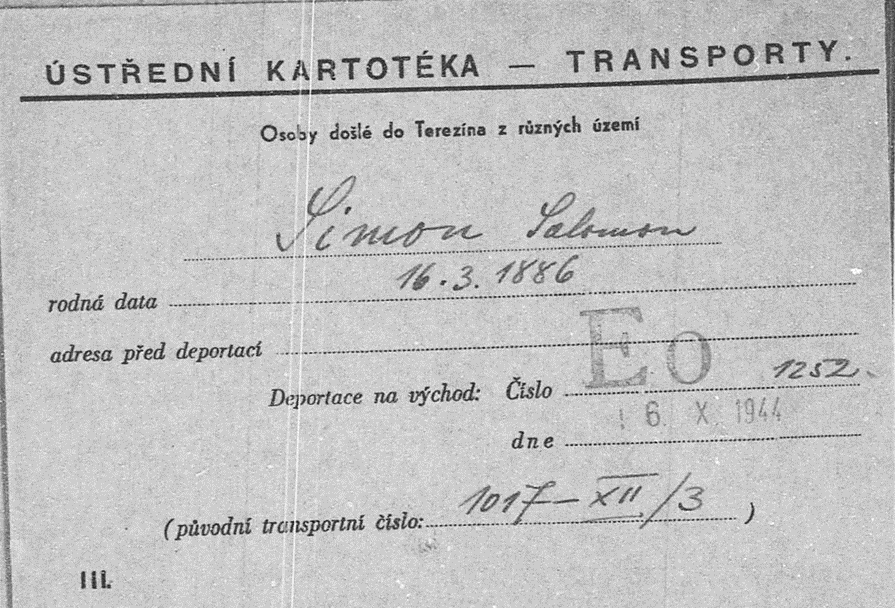 ÚSTŘEDNÍ KARTOTÉKA — TRANSPORTY.
Osoby došlé do Terezína z různých území
Simon Salomon
rodná data 16.3.1886
adresa před deportací
Deportace na východ: Číslo Eo 1252.
dne 6 X 1944
(původní transportní číslo: 1017-XII/3)
III.